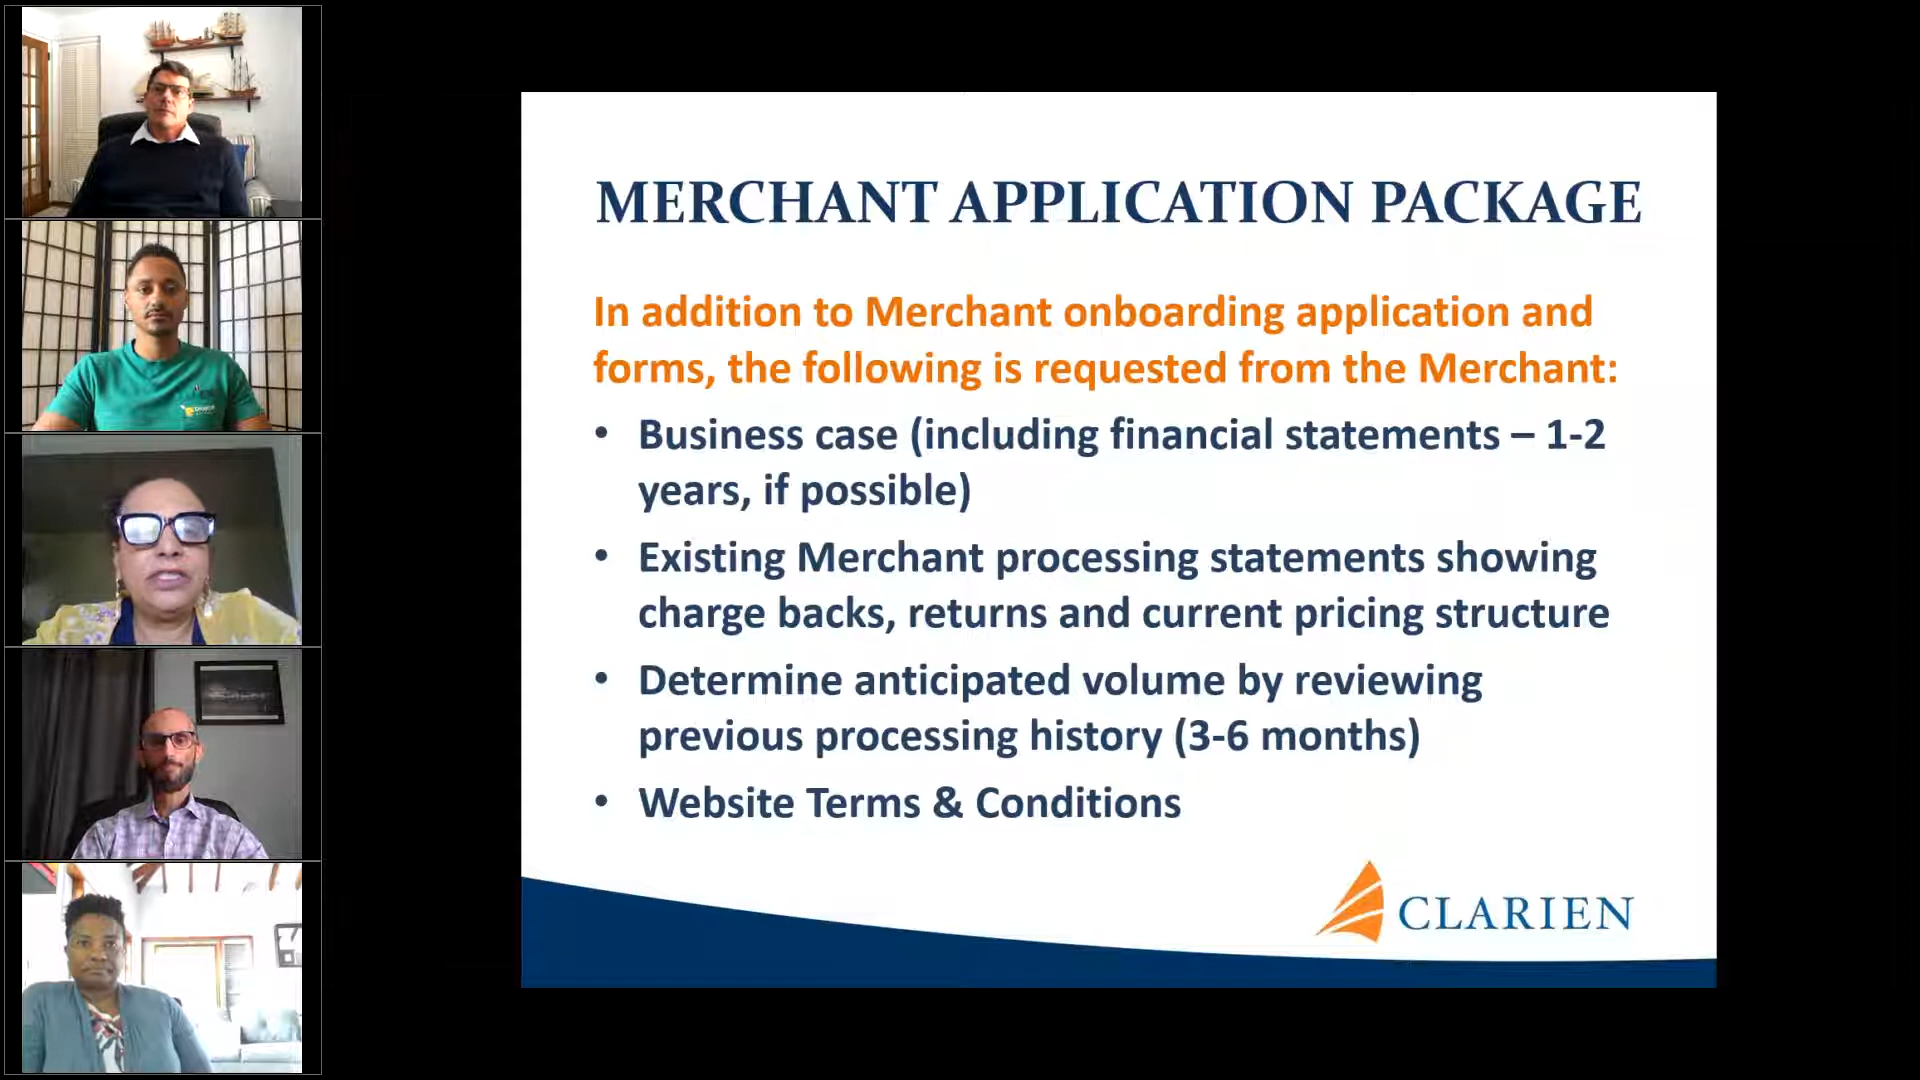 MERCHANT APPLICATION PACKAGE
In addition to Merchant onboarding application and
forms, the following is requested from the Merchant:
• Business case (including financial statements – 1-2
years, if possible)
• Existing Merchant processing statements showing
charge backs, returns and current pricing structure
• Determine anticipated volume by reviewing
previous processing history (3-6 months)
• Website Terms & Conditions
CLARIEN